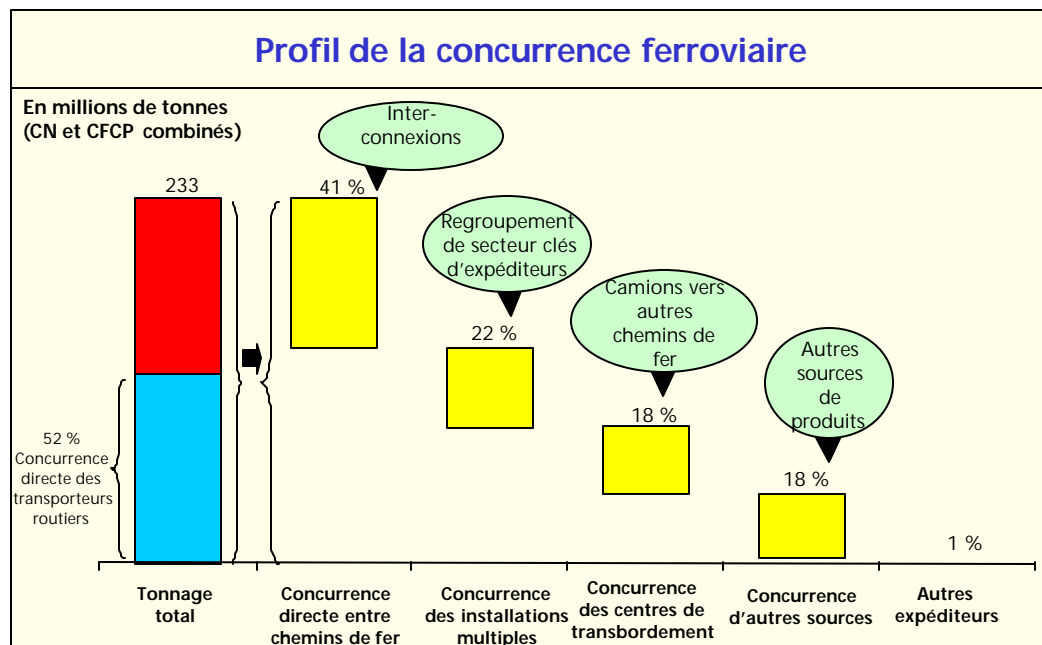 Profil de la concurrence ferroviaire
En millions de tonnes
(CN et CFCP combinés)
Inter-
connexions
233
41 %
Regroupement
de secteur clés
d'expéditeurs
22 %
Camions vers
autres
chemins de
fer
18 %
Autres
sources
de
produits
18 %
52 %
Concurrence
directe des
transporteurs
routiers
1 %
Tonnage
total
Concurrence
directe entre
chemins de fer
Concurrence
des installations
multiples
Concurrence
des centres de
transbordement
Concurrence
d'autres sources
Autres
expéditeurs